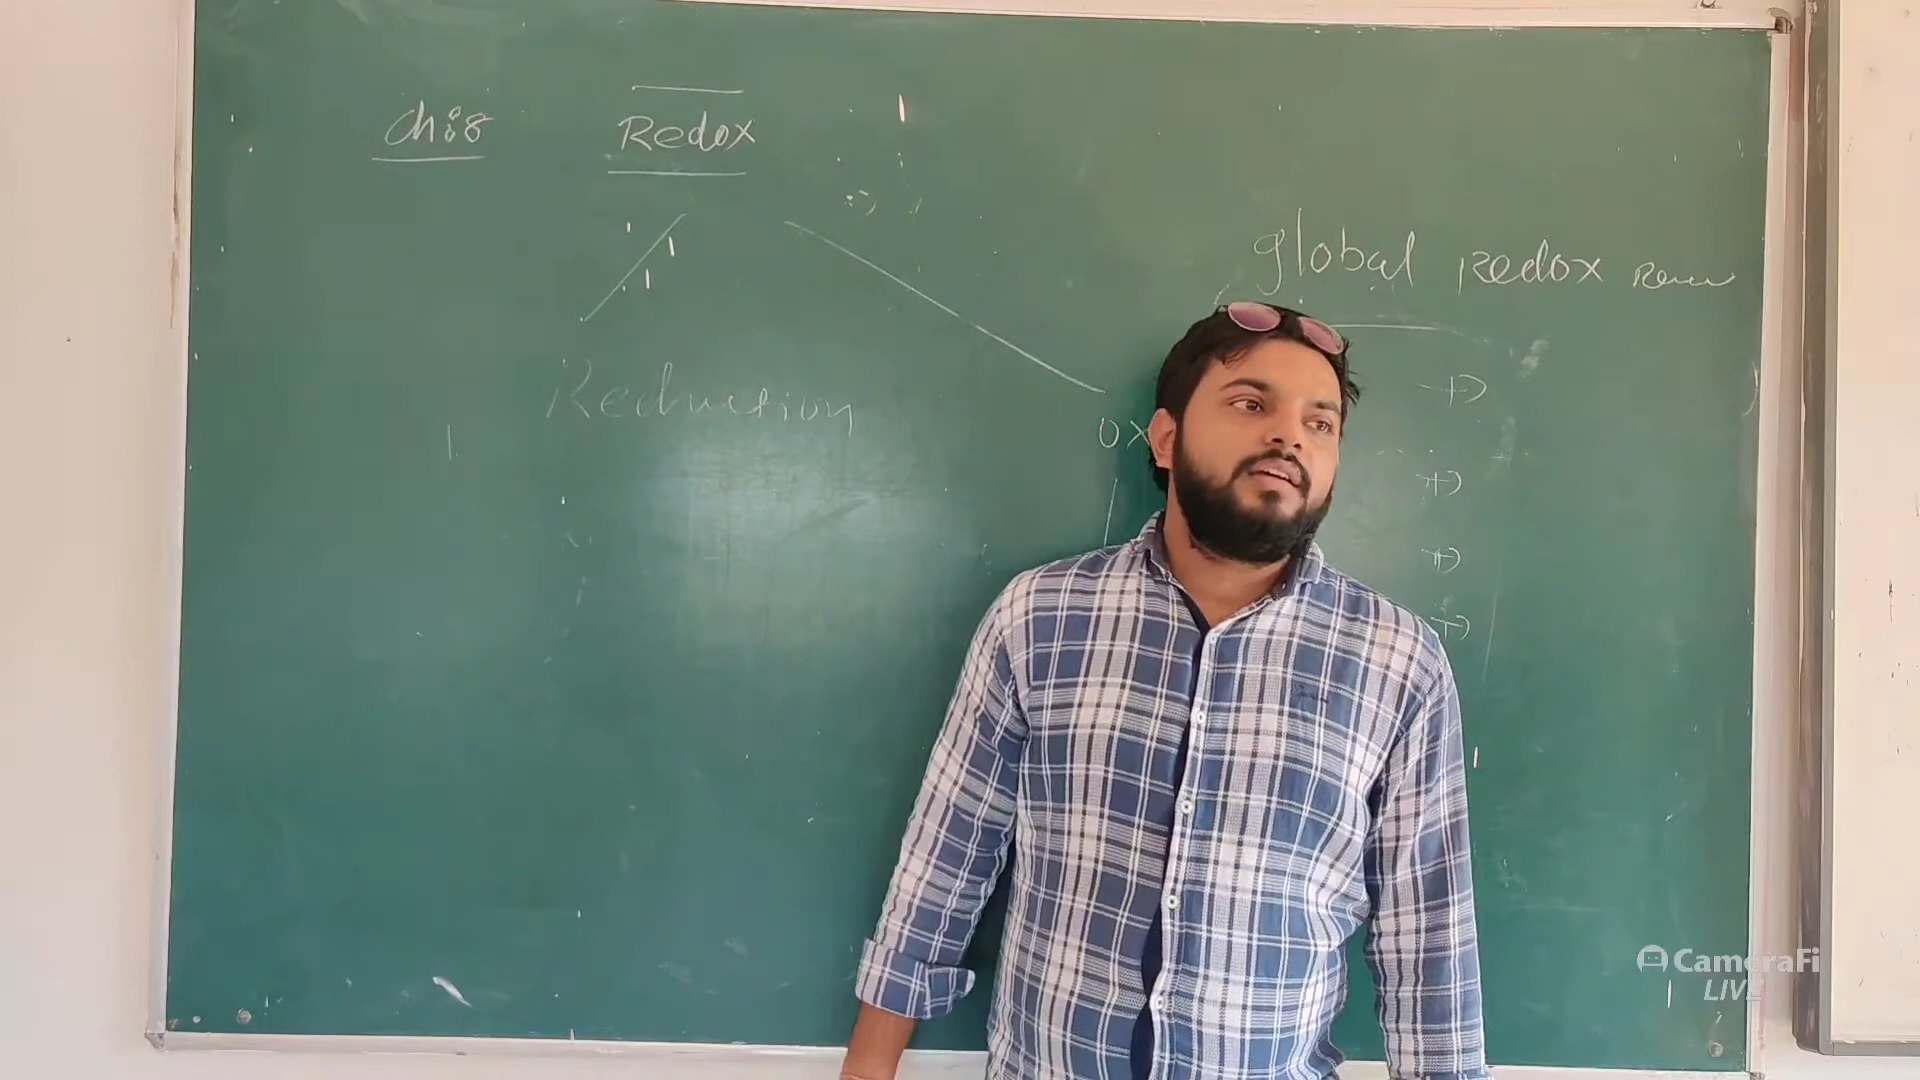 Ch:8 Redox
global Redox
Reduction
OX
CameraFi
LIVE